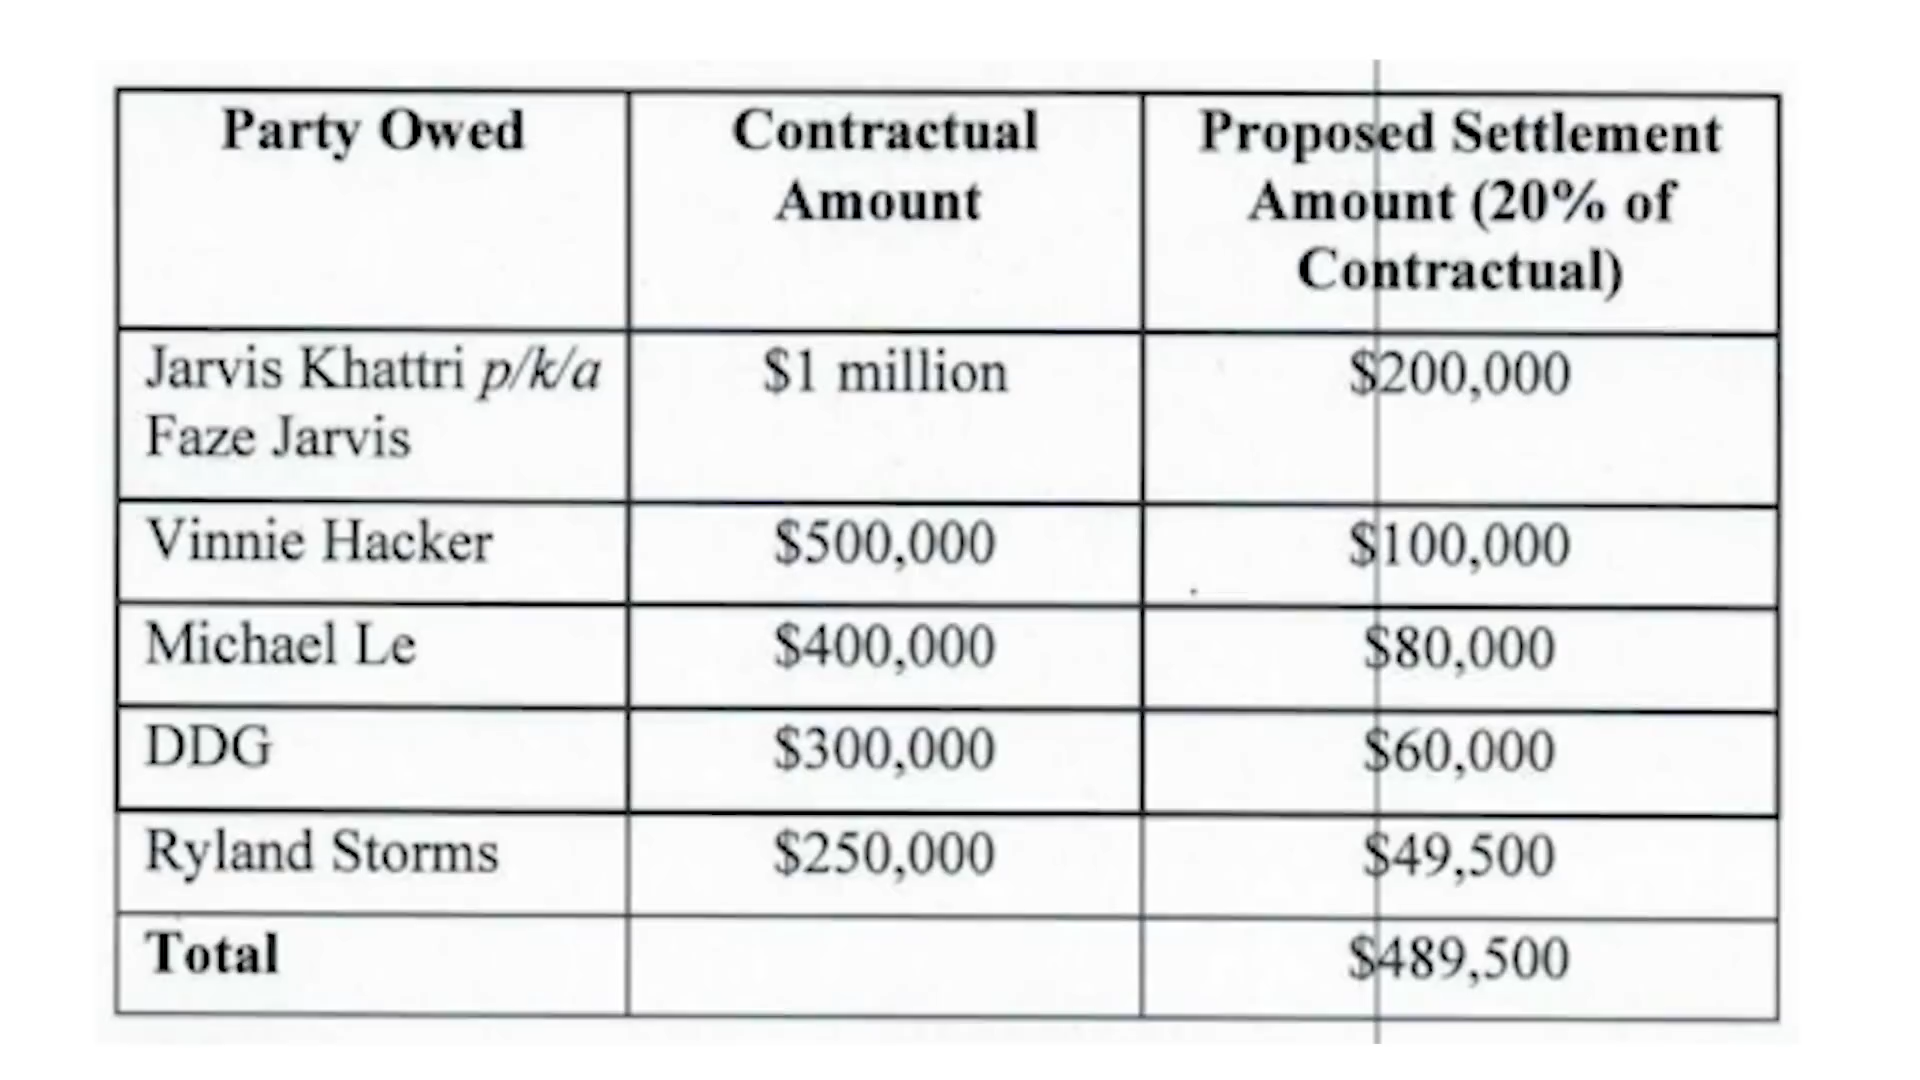 Party Owed
Contractual
Amount
Proposed Settlement
Amount (20% of
Contractual)
Jarvis Khattri p/k/a
Faze Jarvis
$1 million
$200,000
Vinnie Hacker
$500,000
$100,000
Michael Le
$400,000
$80,000
DDG
$300,000
$60,000
Ryland Storms
$250,000
$49,500
Total
$489,500